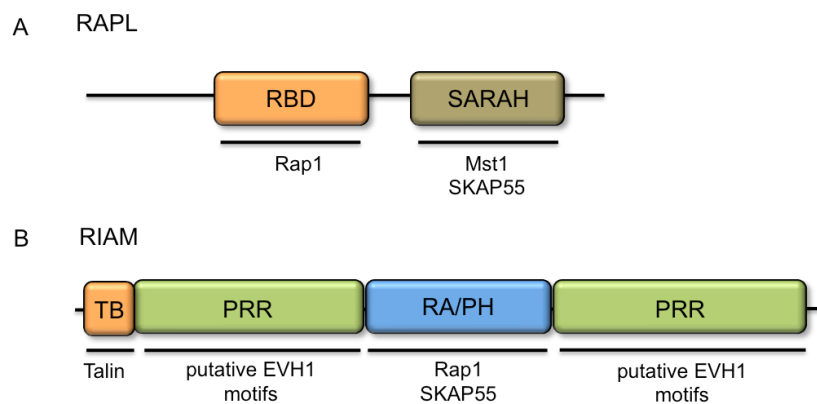 A RAPL
RBD SARAH
Rap1 Mst1
SKAP55
B RIAM
TB PRR RA/PH PRR
Talin putative EVH1 Rap1 putative EVH1
motifs SKAP55 motifs